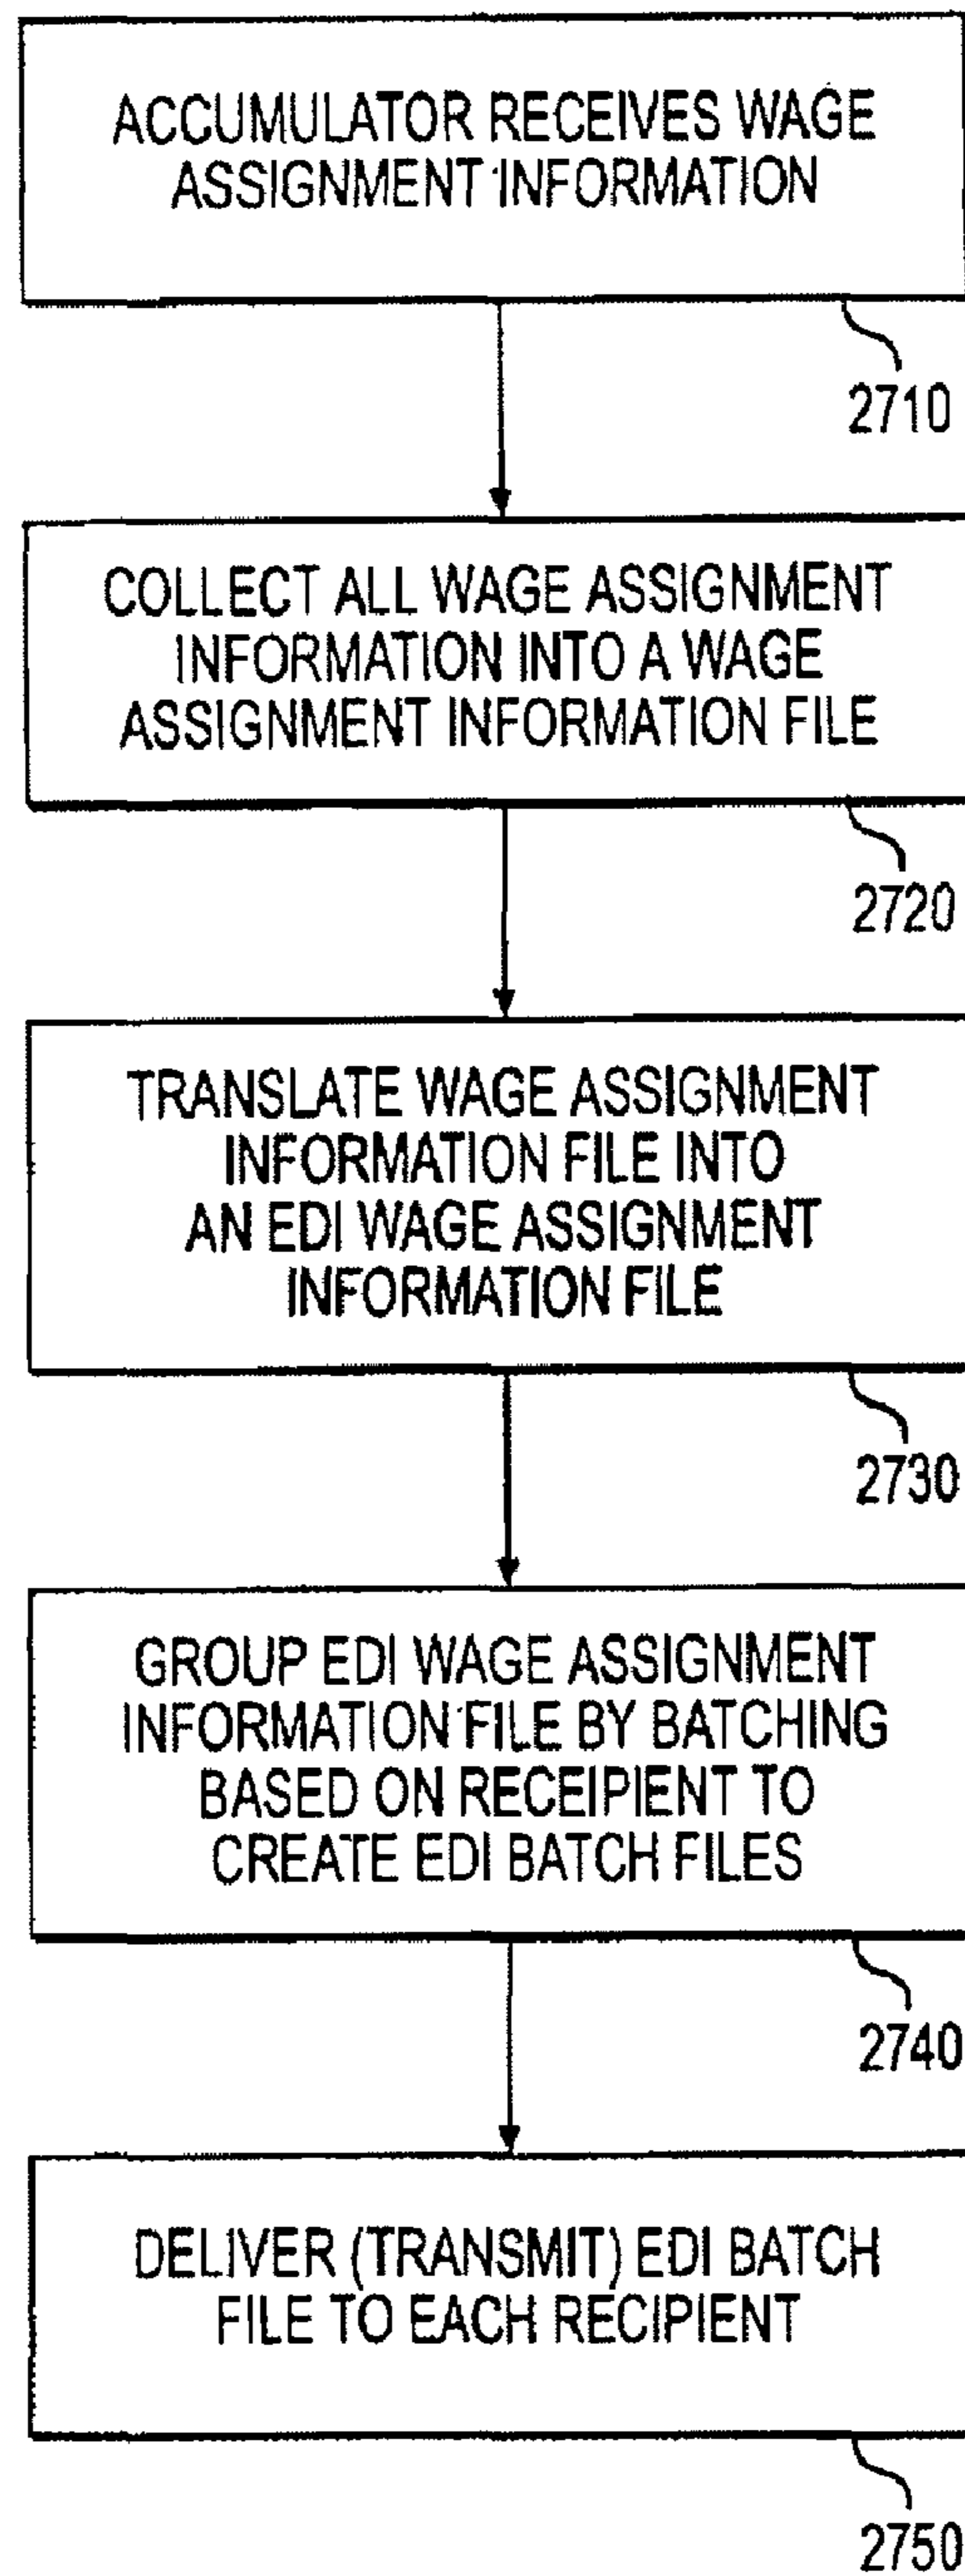 ACCUMULATOR RECEIVES WAGE
ASSIGNMENT INFORMATION
2710
COLLECT ALL WAGE ASSIGNMENT
INFORMATION INTO A WAGE
ASSIGNMENT INFORMATION FILE
2720
TRANSLATE WAGE ASSIGNMENT
INFORMATION FILE INTO
AN EDI WAGE ASSIGNMENT
INFORMATION FILE
2730
GROUP EDI WAGE ASSIGNMENT
INFORMATION FILE BY BATCHING
BASED ON RECEIPIENT TO
CREATE EDI BATCH FILES
2740
DELIVER (TRANSMIT) EDI BATCH
FILE TO EACH RECIPIENT
2750